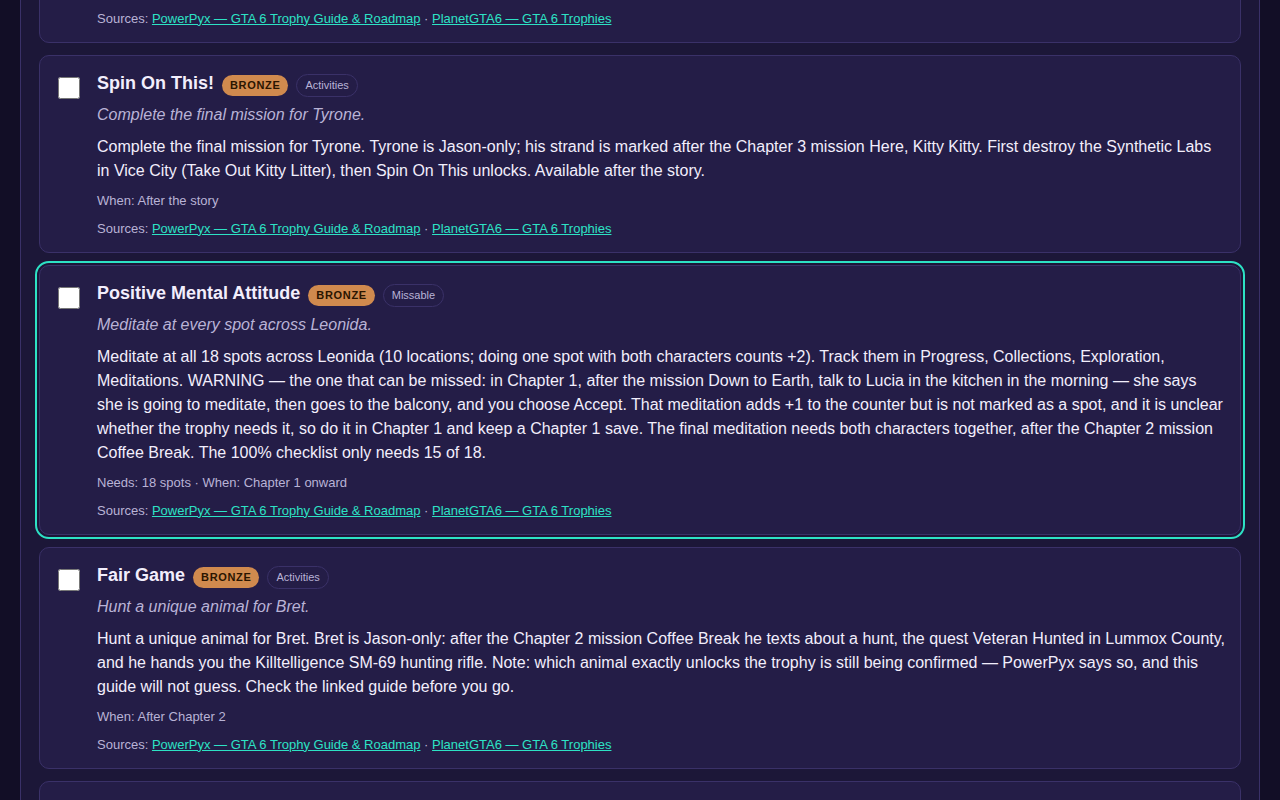 Sources: PowerPyx — GTA 6 Trophy Guide & Roadmap · PlanetGTA6 — GTA 6 Trophies
Spin On This! BRONZE Activities
Complete the final mission for Tyrone.
Complete the final mission for Tyrone. Tyrone is Jason-only; his strand is marked after the Chapter 3 mission Here, Kitty Kitty. First destroy the Synthetic Labs
in Vice City (Take Out Kitty Litter), then Spin On This unlocks. Available after the story.
When: After the story
Sources: PowerPyx — GTA 6 Trophy Guide & Roadmap · PlanetGTA6 — GTA 6 Trophies
Positive Mental Attitude BRONZE Missable
Meditate at every spot across Leonida.
Meditate at all 18 spots across Leonida (10 locations; doing one spot with both characters counts +2). Track them in Progress, Collections, Exploration,
Meditations. WARNING — the one that can be missed: in Chapter 1, after the mission Down to Earth, talk to Lucia in the kitchen in the morning — she says
she is going to meditate, then goes to the balcony, and you choose Accept. That meditation adds +1 to the counter but is not marked as a spot, and it is unclear
whether the trophy needs it, so do it in Chapter 1 and keep a Chapter 1 save. The final meditation needs both characters together, after the Chapter 2 mission
Coffee Break. The 100% checklist only needs 15 of 18.
Needs: 18 spots · When: Chapter 1 onward
Sources: PowerPyx — GTA 6 Trophy Guide & Roadmap · PlanetGTA6 — GTA 6 Trophies
Fair Game BRONZE Activities
Hunt a unique animal for Bret.
Hunt a unique animal for Bret. Bret is Jason-only: after the Chapter 2 mission Coffee Break he texts about a hunt, the quest Veteran Hunted in Lummox County,
and he hands you the Killtelligence SM-69 hunting rifle. Note: which animal exactly unlocks the trophy is still being confirmed — PowerPyx says so, and this
guide will not guess. Check the linked guide before you go.
When: After Chapter 2
Sources: PowerPyx — GTA 6 Trophy Guide & Roadmap · PlanetGTA6 — GTA 6 Trophies